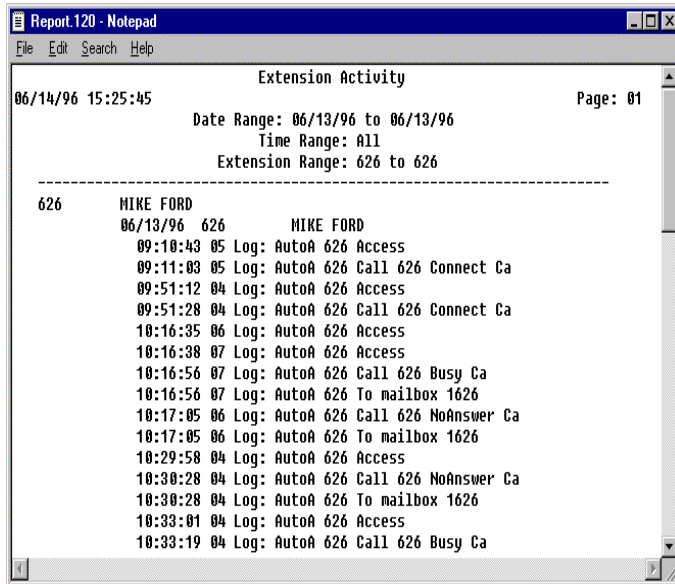 Report.120 - Notepad
File Edit Search Help
Extension Activity
06/14/96 15:25:45 Page: 01
Date Range: 06/13/96 to 06/13/96
Time Range: All
Extension Range: 626 to 626
-----------------------------------------------------------------------
626 MIKE FORD
06/13/96 626 MIKE FORD
09:10:43 05 Log: AutoA 626 Access
09:11:03 05 Log: AutoA 626 Call 626 Connect Ca
09:51:12 04 Log: AutoA 626 Access
09:51:28 04 Log: AutoA 626 Call 626 Connect Ca
10:16:35 06 Log: AutoA 626 Access
10:16:38 07 Log: AutoA 626 Access
10:16:56 07 Log: AutoA 626 Call 626 Busy Ca
10:16:56 07 Log: AutoA 626 To mailbox 1626
10:17:05 06 Log: AutoA 626 Call 626 NoAnswer Ca
10:17:05 06 Log: AutoA 626 To mailbox 1626
10:29:58 04 Log: AutoA 626 Access
10:30:28 04 Log: AutoA 626 Call 626 NoAnswer Ca
10:30:28 04 Log: AutoA 626 To mailbox 1626
10:33:01 04 Log: AutoA 626 Access
10:33:19 04 Log: AutoA 626 Call 626 Busy Ca